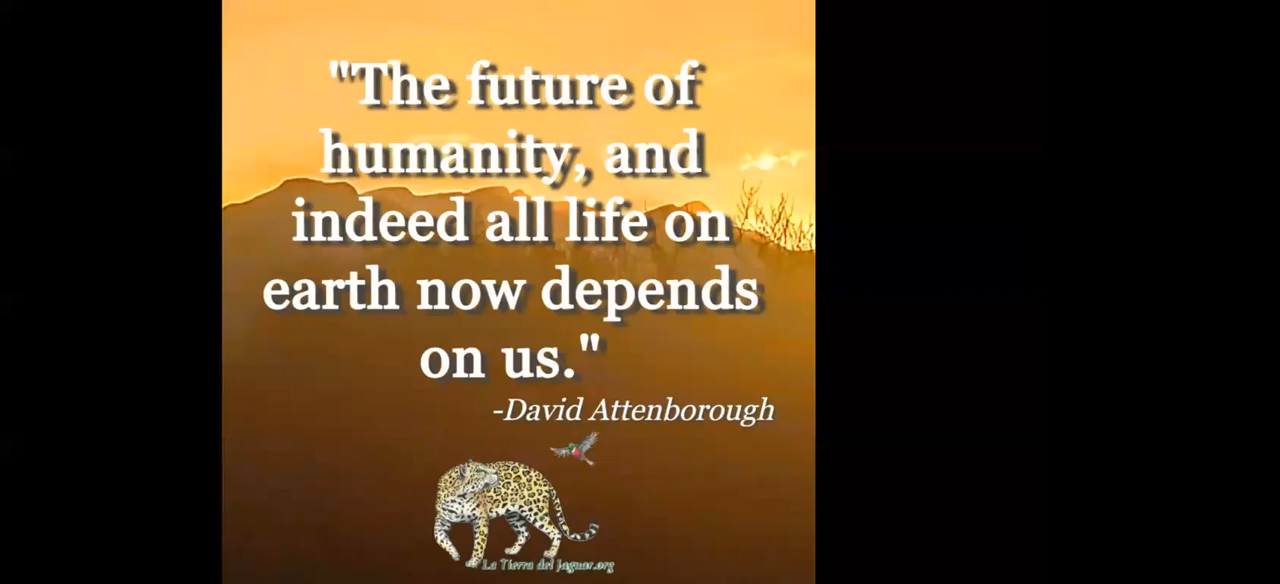 "The future of
humanity, and
indeed all life on
earth now depends
on us."
-David Attenborough
La Tierra del Jaguar.org